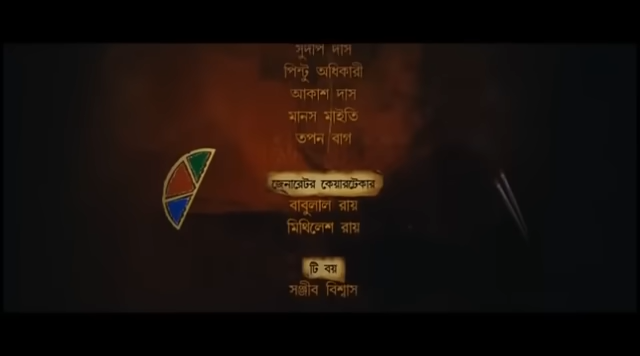 সুদীপ দাস
পিন্টু অধিকারী
আকাশ দাস
মানস মাইতি
তপন বাগ
জেনারেটর কেয়ারটেকার
বাবুলাল রায়
মিথিলেশ রায়
টি বয়
সঞ্জীব বিশ্বাস